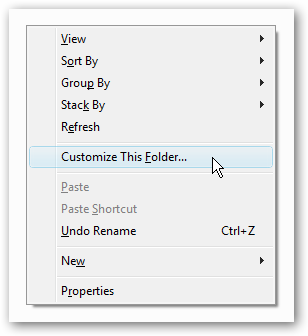 View
Sort By
Group By
Stack By
Refresh
Customize This Folder...
Paste
Paste Shortcut
Undo Rename Ctrl+Z
New
Properties